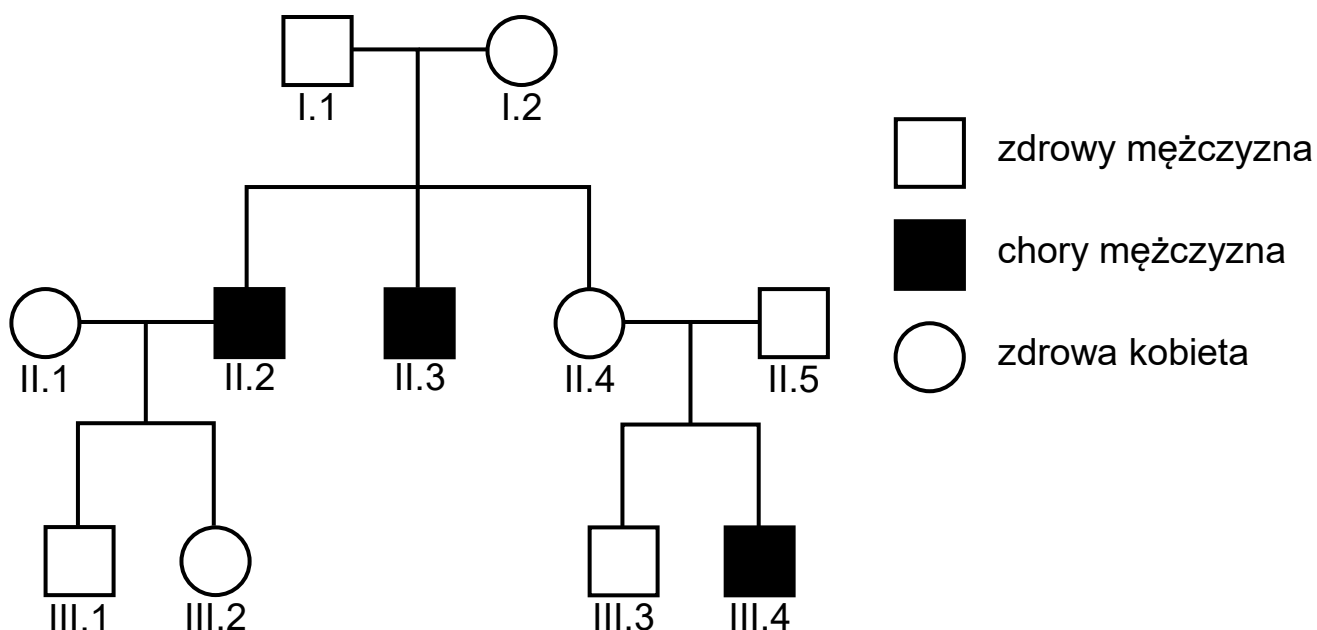 I.1
I.2
zdrowy mężczyzna
chory mężczyzna
zdrowa kobieta
II.1
II.2
II.3
II.4
II.5
III.1
III.2
III.3
III.4